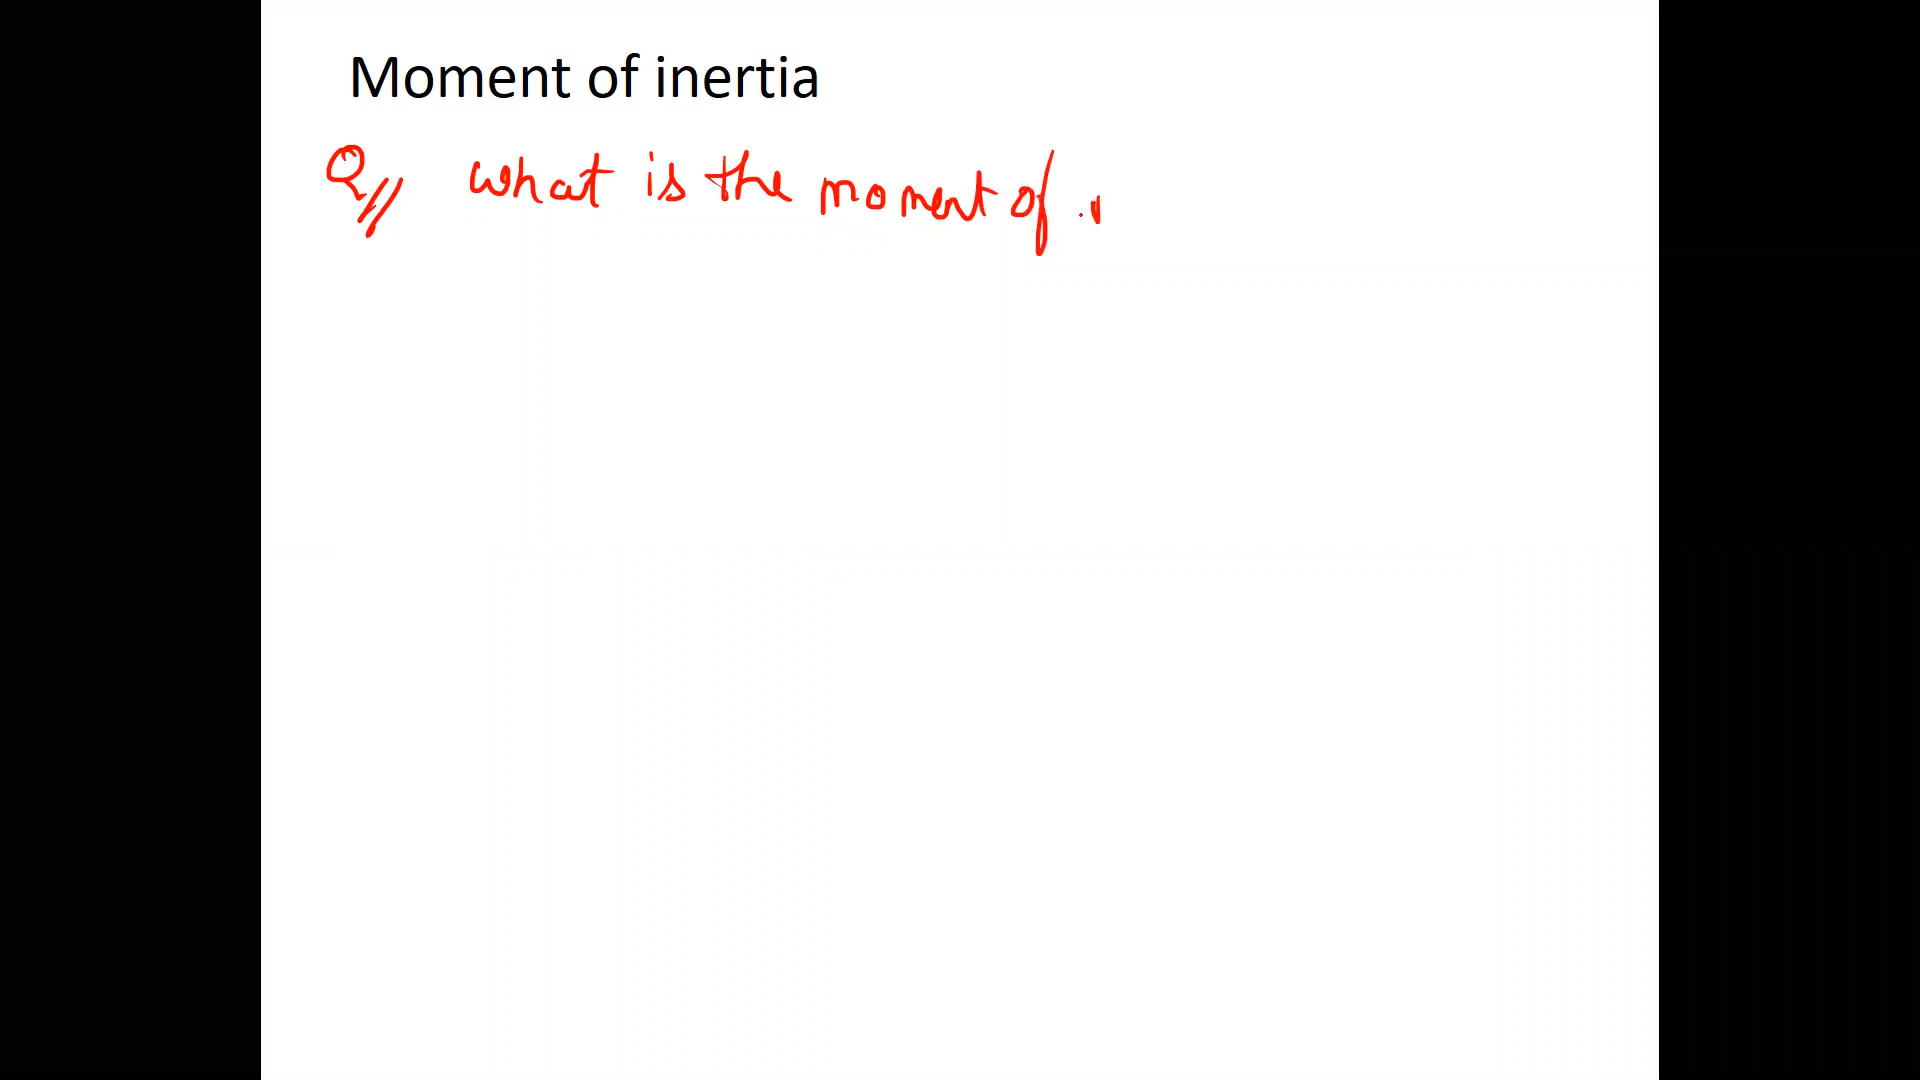 Moment of inertia
Q// What is the moment of